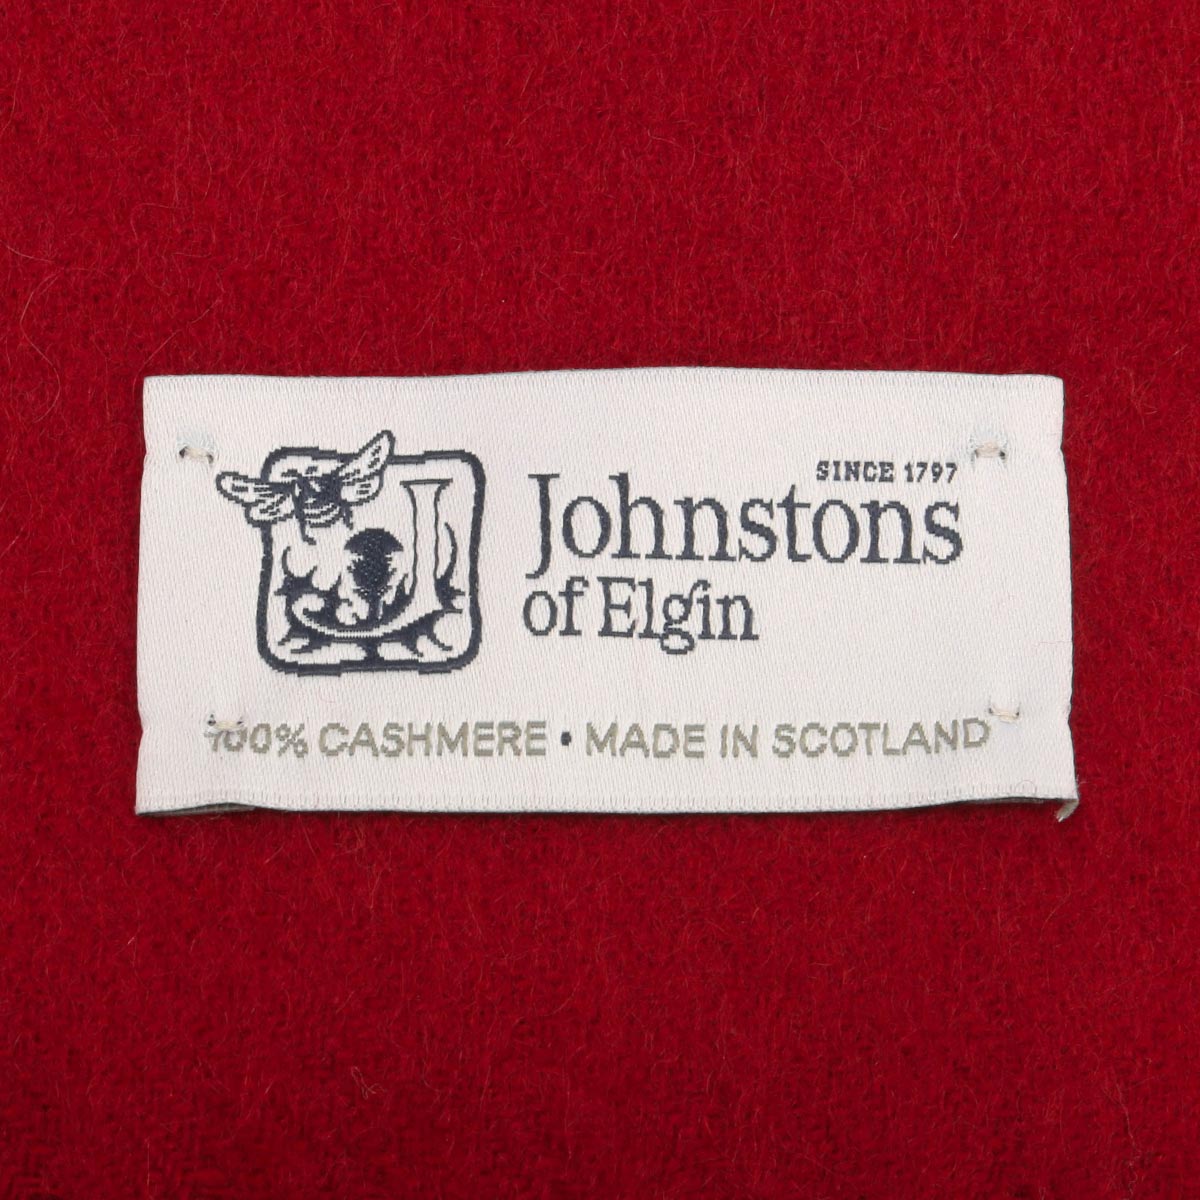 SINCE 1797
Johnstons
of Elgin
100% CASHMERE • MADE IN SCOTLAND